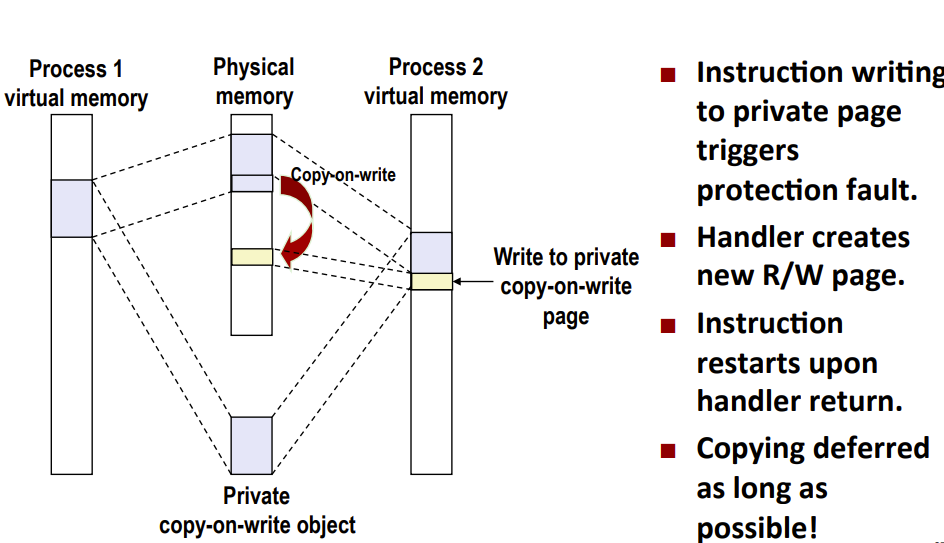 Process 1
virtual memory
Physical
memory
Process 2
virtual memory
Copy-on-write
Write to private
copy-on-write
page
Private
copy-on-write object
■ Instruction writing
to private page
triggers
protection fault.
■ Handler creates
new R/W page.
■ Instruction
restarts upon
handler return.
■ Copying deferred
as long as
possible!